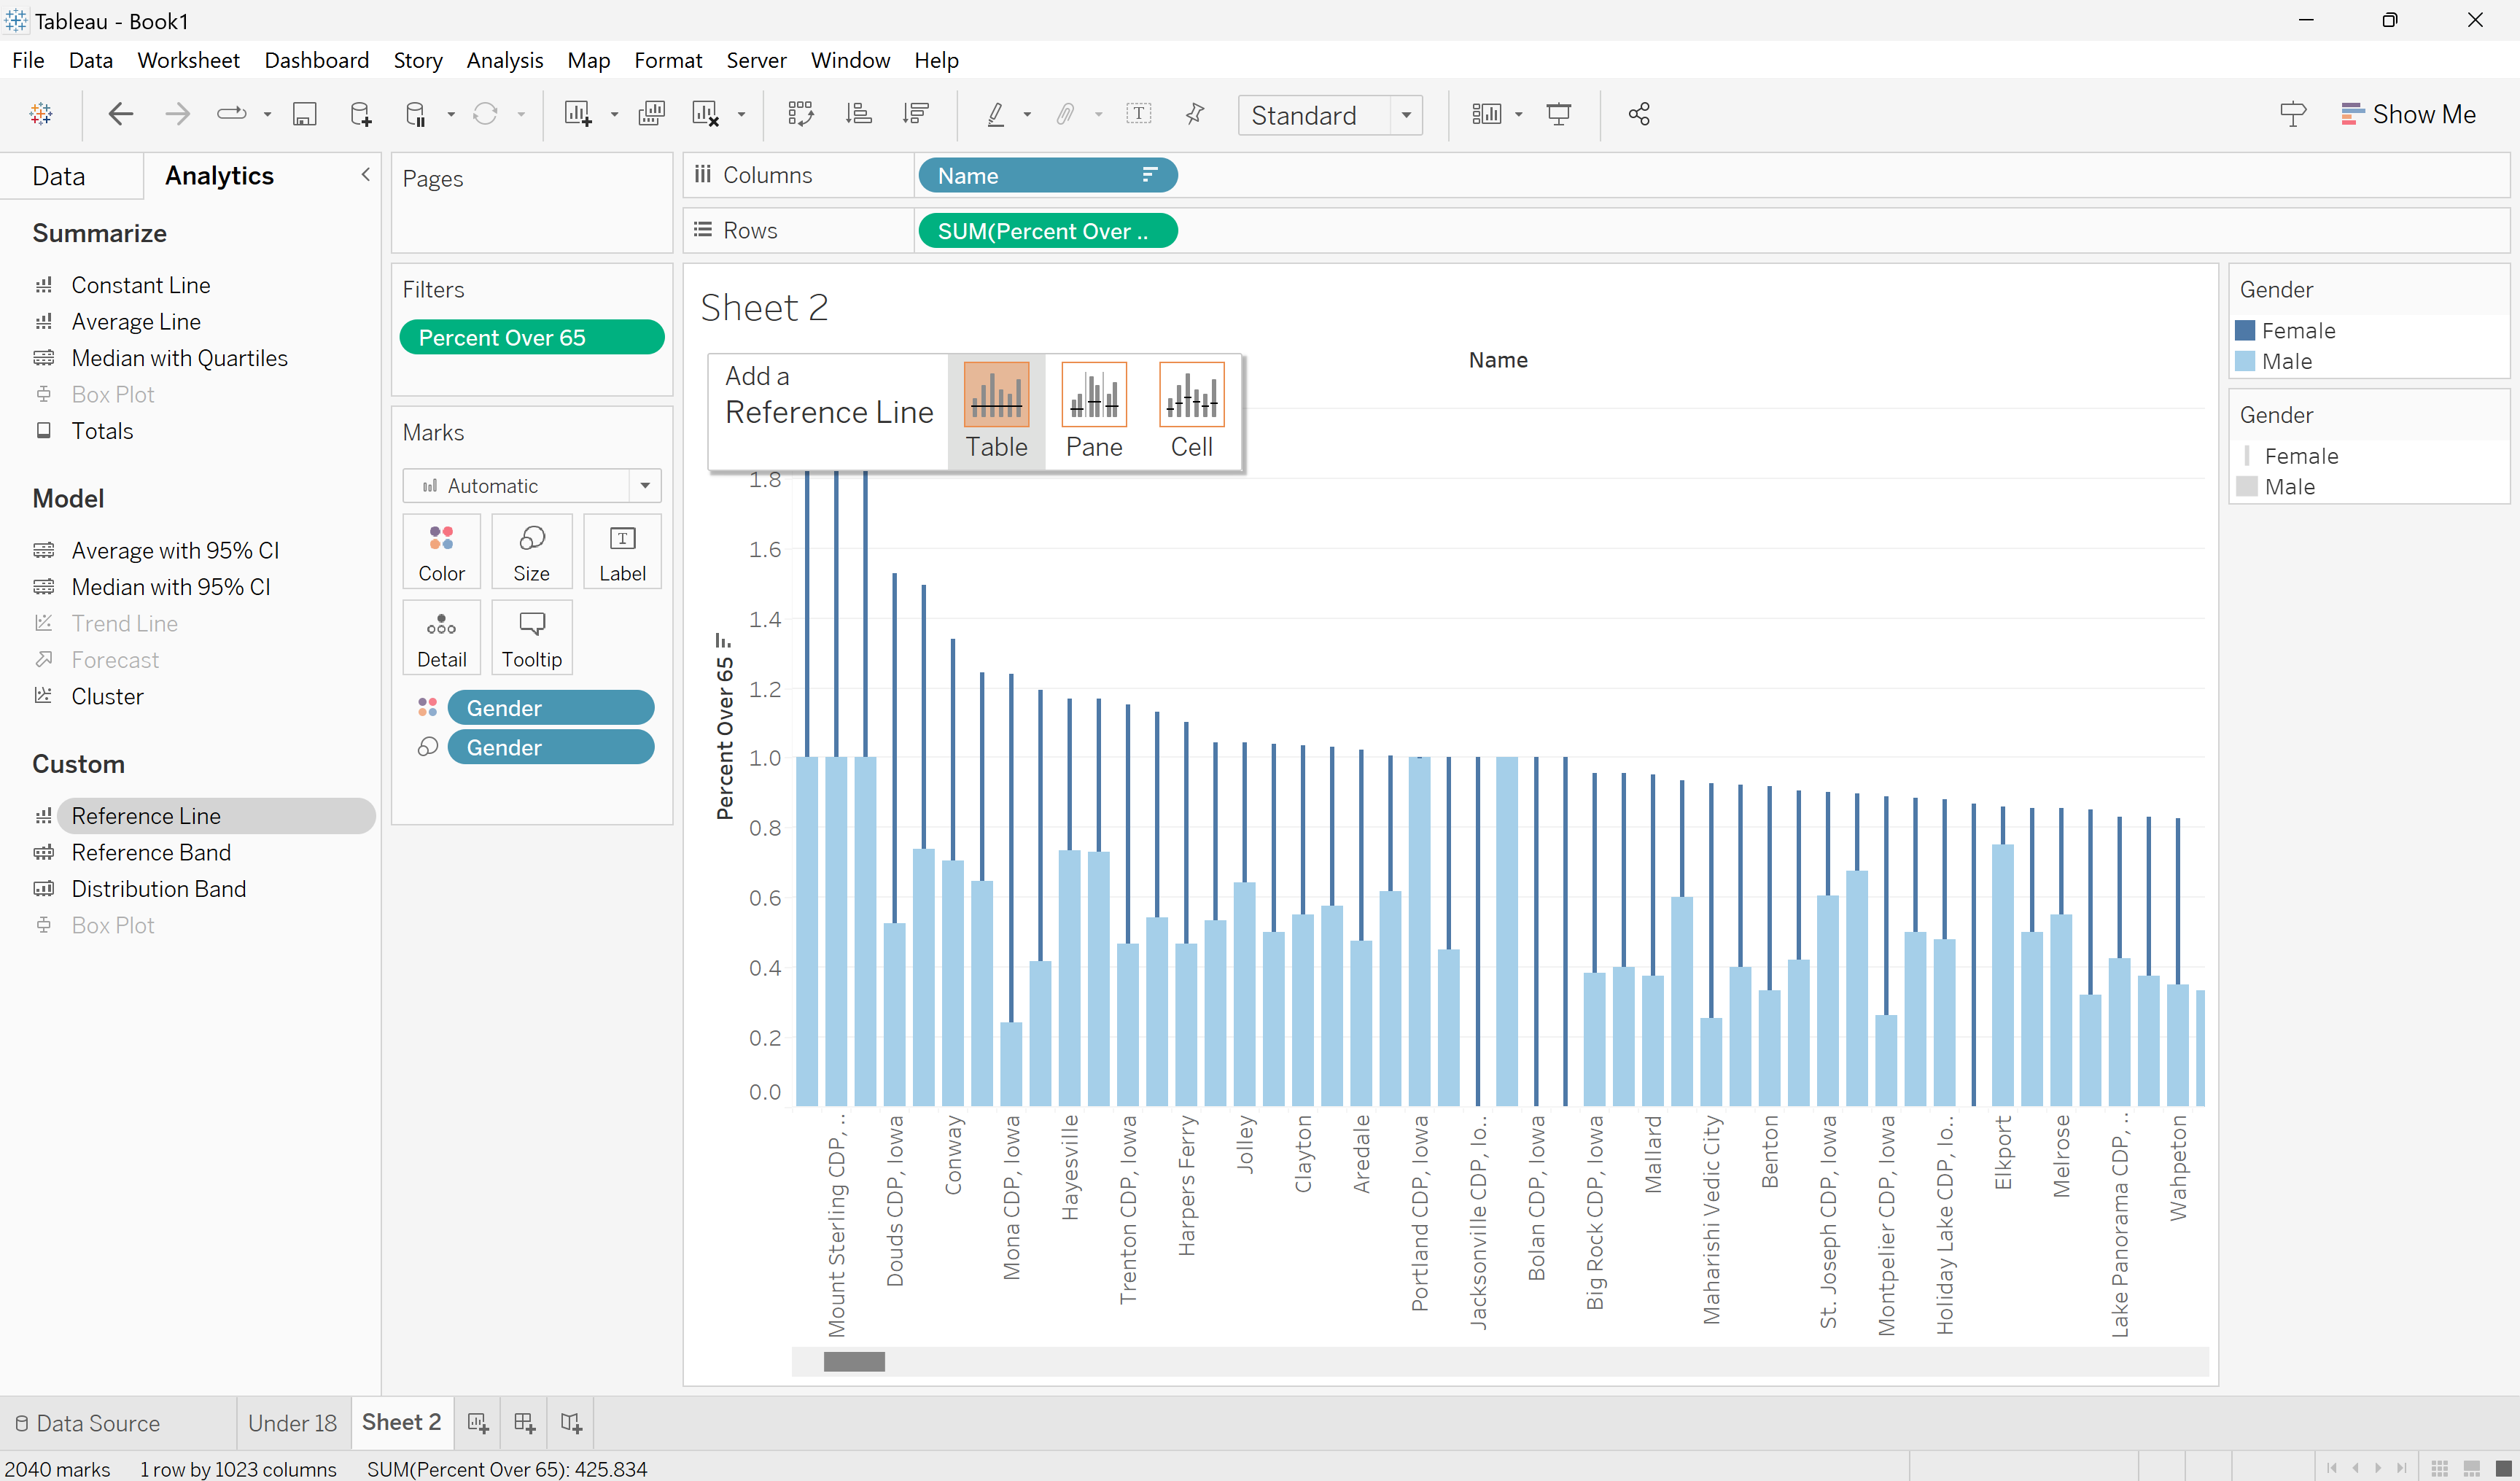 Tableau - Book1
File Data Worksheet Dashboard Story Analysis Map Format Server Window Help
Standard
Show Me
Data
Analytics
Summarize
Constant Line
Average Line
Median with Quartiles
Box Plot
Totals
Model
Average with 95% CI
Median with 95% CI
Trend Line
Forecast
Cluster
Custom
Reference Line
Reference Band
Distribution Band
Box Plot
Pages
Filters
Percent Over 65
Marks
Automatic
Color Size Label
Detail Tooltip
Gender
Gender
Columns
Name
Rows
SUM(Percent Over ..
Sheet 2
Add a
Reference Line
Table Pane Cell
Name
Percent Over 65
1.8
1.6
1.4
1.2
1.0
0.8
0.6
0.4
0.2
0.0
Mount Sterling CDP, ..
Douds CDP, Iowa
Conway
Mona CDP, Iowa
Hayesville
Trenton CDP, Iowa
Harpers Ferry
Jolley
Clayton
Aredale
Portland CDP, Iowa
Jacksonville CDP, Io..
Bolan CDP, Iowa
Big Rock CDP, Iowa
Mallard
Maharishi Vedic City
Benton
St. Joseph CDP, Iowa
Montpelier CDP, Iowa
Holiday Lake CDP, Io..
Elkport
Melrose
Lake Panorama CDP, ..
Wahpeton
Gender
Female
Male
Gender
Female
Male
Data Source
Under 18
Sheet 2
2040 marks 1 row by 1023 columns SUM(Percent Over 65): 425.834